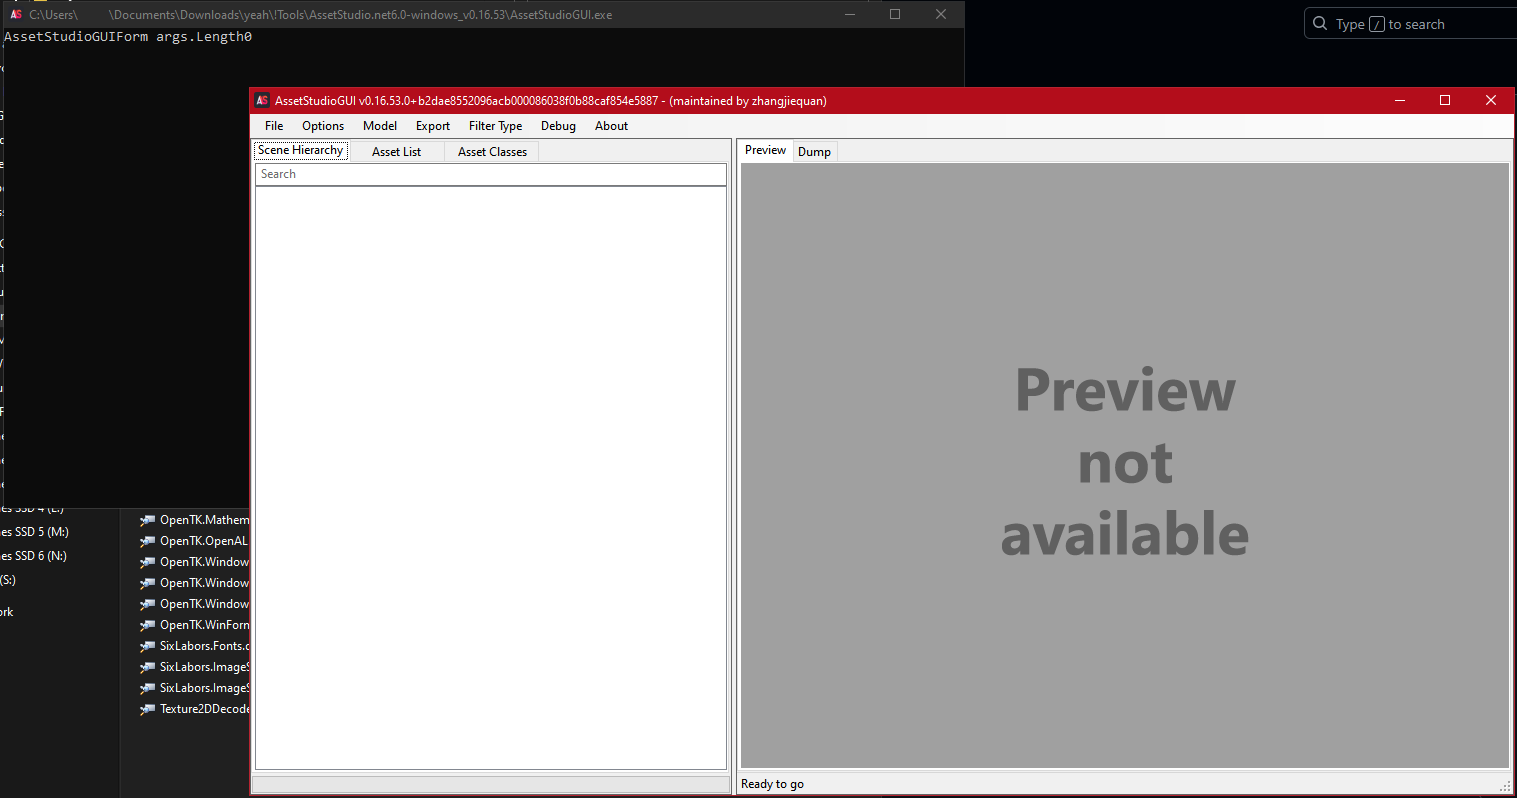 C:\Users\ \Documents\Downloads\yeah\!Tools\AssetStudio.net6.0-windows_v0.16.53\AssetStudioGUI.exe
AssetStudioGUIForm args.Length0
Type / to search
AS AssetStudioGUI v0.16.53.0+b2dae8552096acb000086038f0b88caf854e5887 - (maintained by zhangjiequan)
File Options Model Export Filter Type Debug About
Scene Hierarchy Asset List Asset Classes
Search
Preview Dump
Preview
not
available
Ready to go
es SSD 4 (L:)
es SSD 5 (M:)
es SSD 6 (N:)
(S:)
ork
OpenTK.Mathem
OpenTK.OpenAL
OpenTK.Window
OpenTK.Window
OpenTK.Window
OpenTK.WinForn
SixLabors.Fonts.
SixLabors.ImageS
SixLabors.ImageS
Texture2DDecode